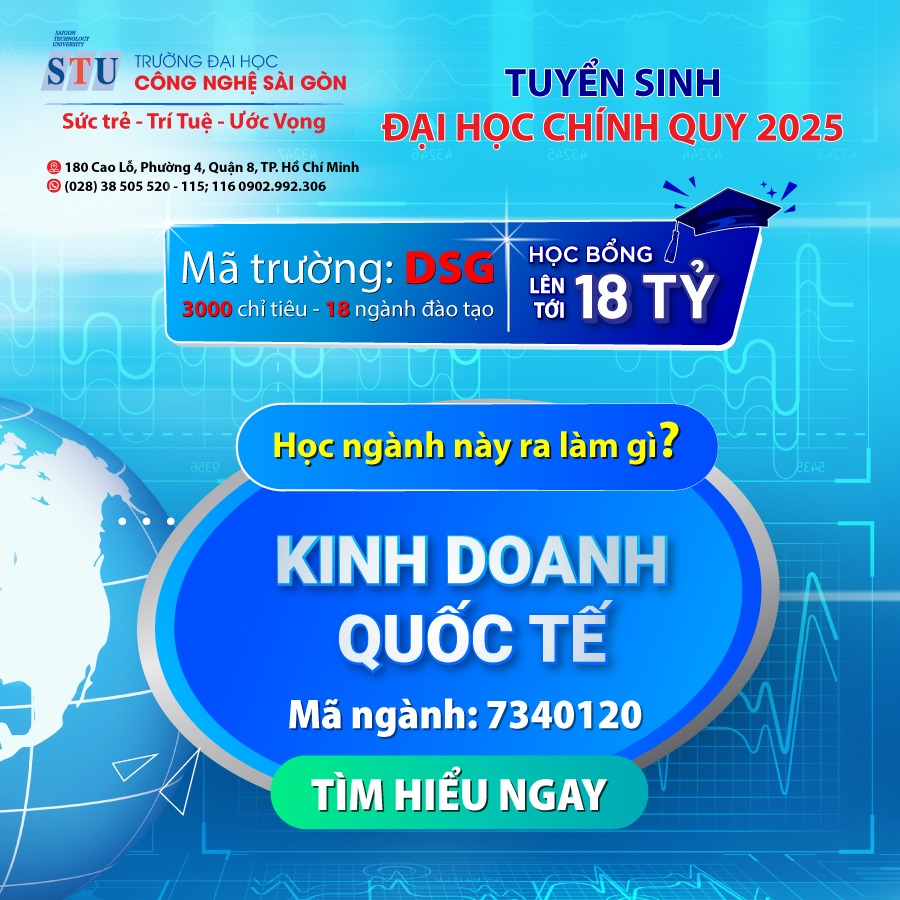 SAIGON
TECHNOLOGY
UNIVERSITY
STU
TRƯỜNG ĐẠI HỌC
CÔNG NGHỆ SÀI GÒN
Sức trẻ - Trí Tuệ - Ước Vọng
180 Cao Lỗ, Phường 4, Quận 8, TP. Hồ Chí Minh
(028) 38 505 520 - 115; 116 0902.992.306
TUYỂN SINH
ĐẠI HỌC CHÍNH QUY 2025
Mã trường: DSG
3000 chỉ tiêu - 18 ngành đào tạo
HỌC BỔNG
LÊN TỚI 18 TỶ
Học ngành này ra làm gì?
KINH DOANH
QUỐC TẾ
Mã ngành: 7340120
TÌM HIỂU NGAY
9356
5435